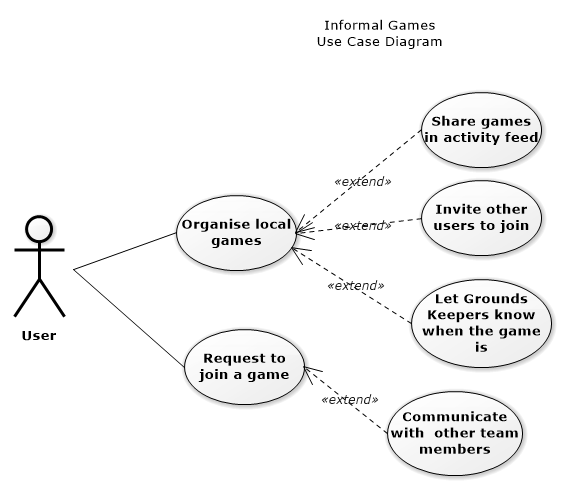 Informal Games
Use Case Diagram
Share games
in activity feed
«extend»
Invite other
users to join
«extend»
Organise local
games
Let Grounds
Keepers know
when the game
is
«extend»
User
Request to
join a game
«extend»
Communicate
with  other team
members